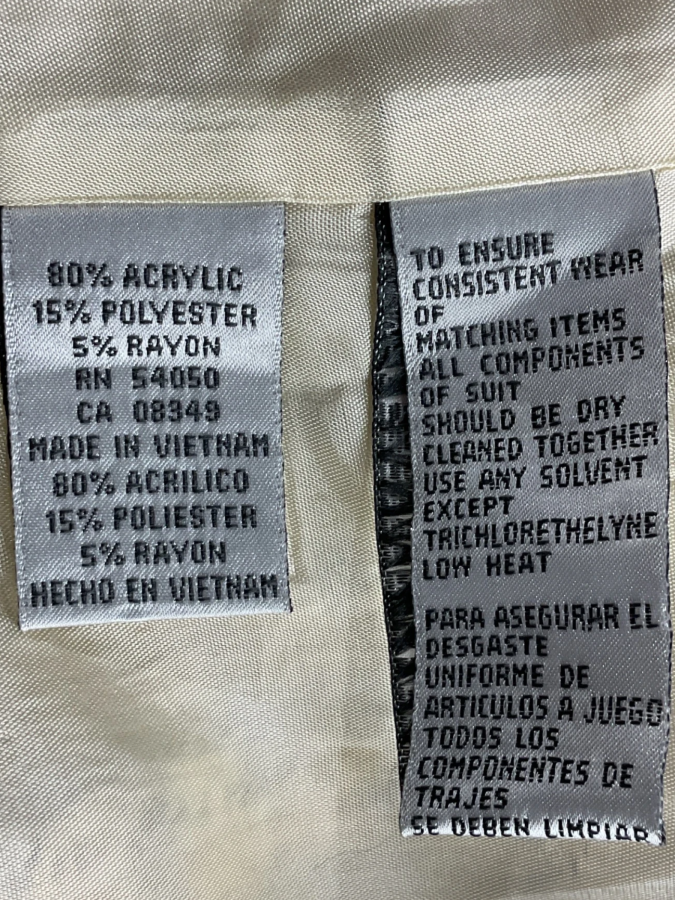 80% ACRYLIC
15% POLYESTER
5% RAYON
RN 54050
CA 08349
MADE IN VIETNAM
80% ACRILICO
15% POLIESTER
5% RAYON
HECHO EN VIETNAM
TO ENSURE
CONSISTENT WEAR
OF
MATCHING ITEMS
ALL COMPONENTS
OF SUIT
SHOULD BE DRY
CLEANED TOGETHER
USE ANY SOLVENT
EXCEPT
TRICHLORETHELYNE
LOW HEAT
PARA ASEGURAR EL
DESGASTE
UNIFORME DE
ARTICULOS A JUEGO
TODOS LOS
COMPONENTES DE
TRAJES
SE DEBEN LIMPIAR